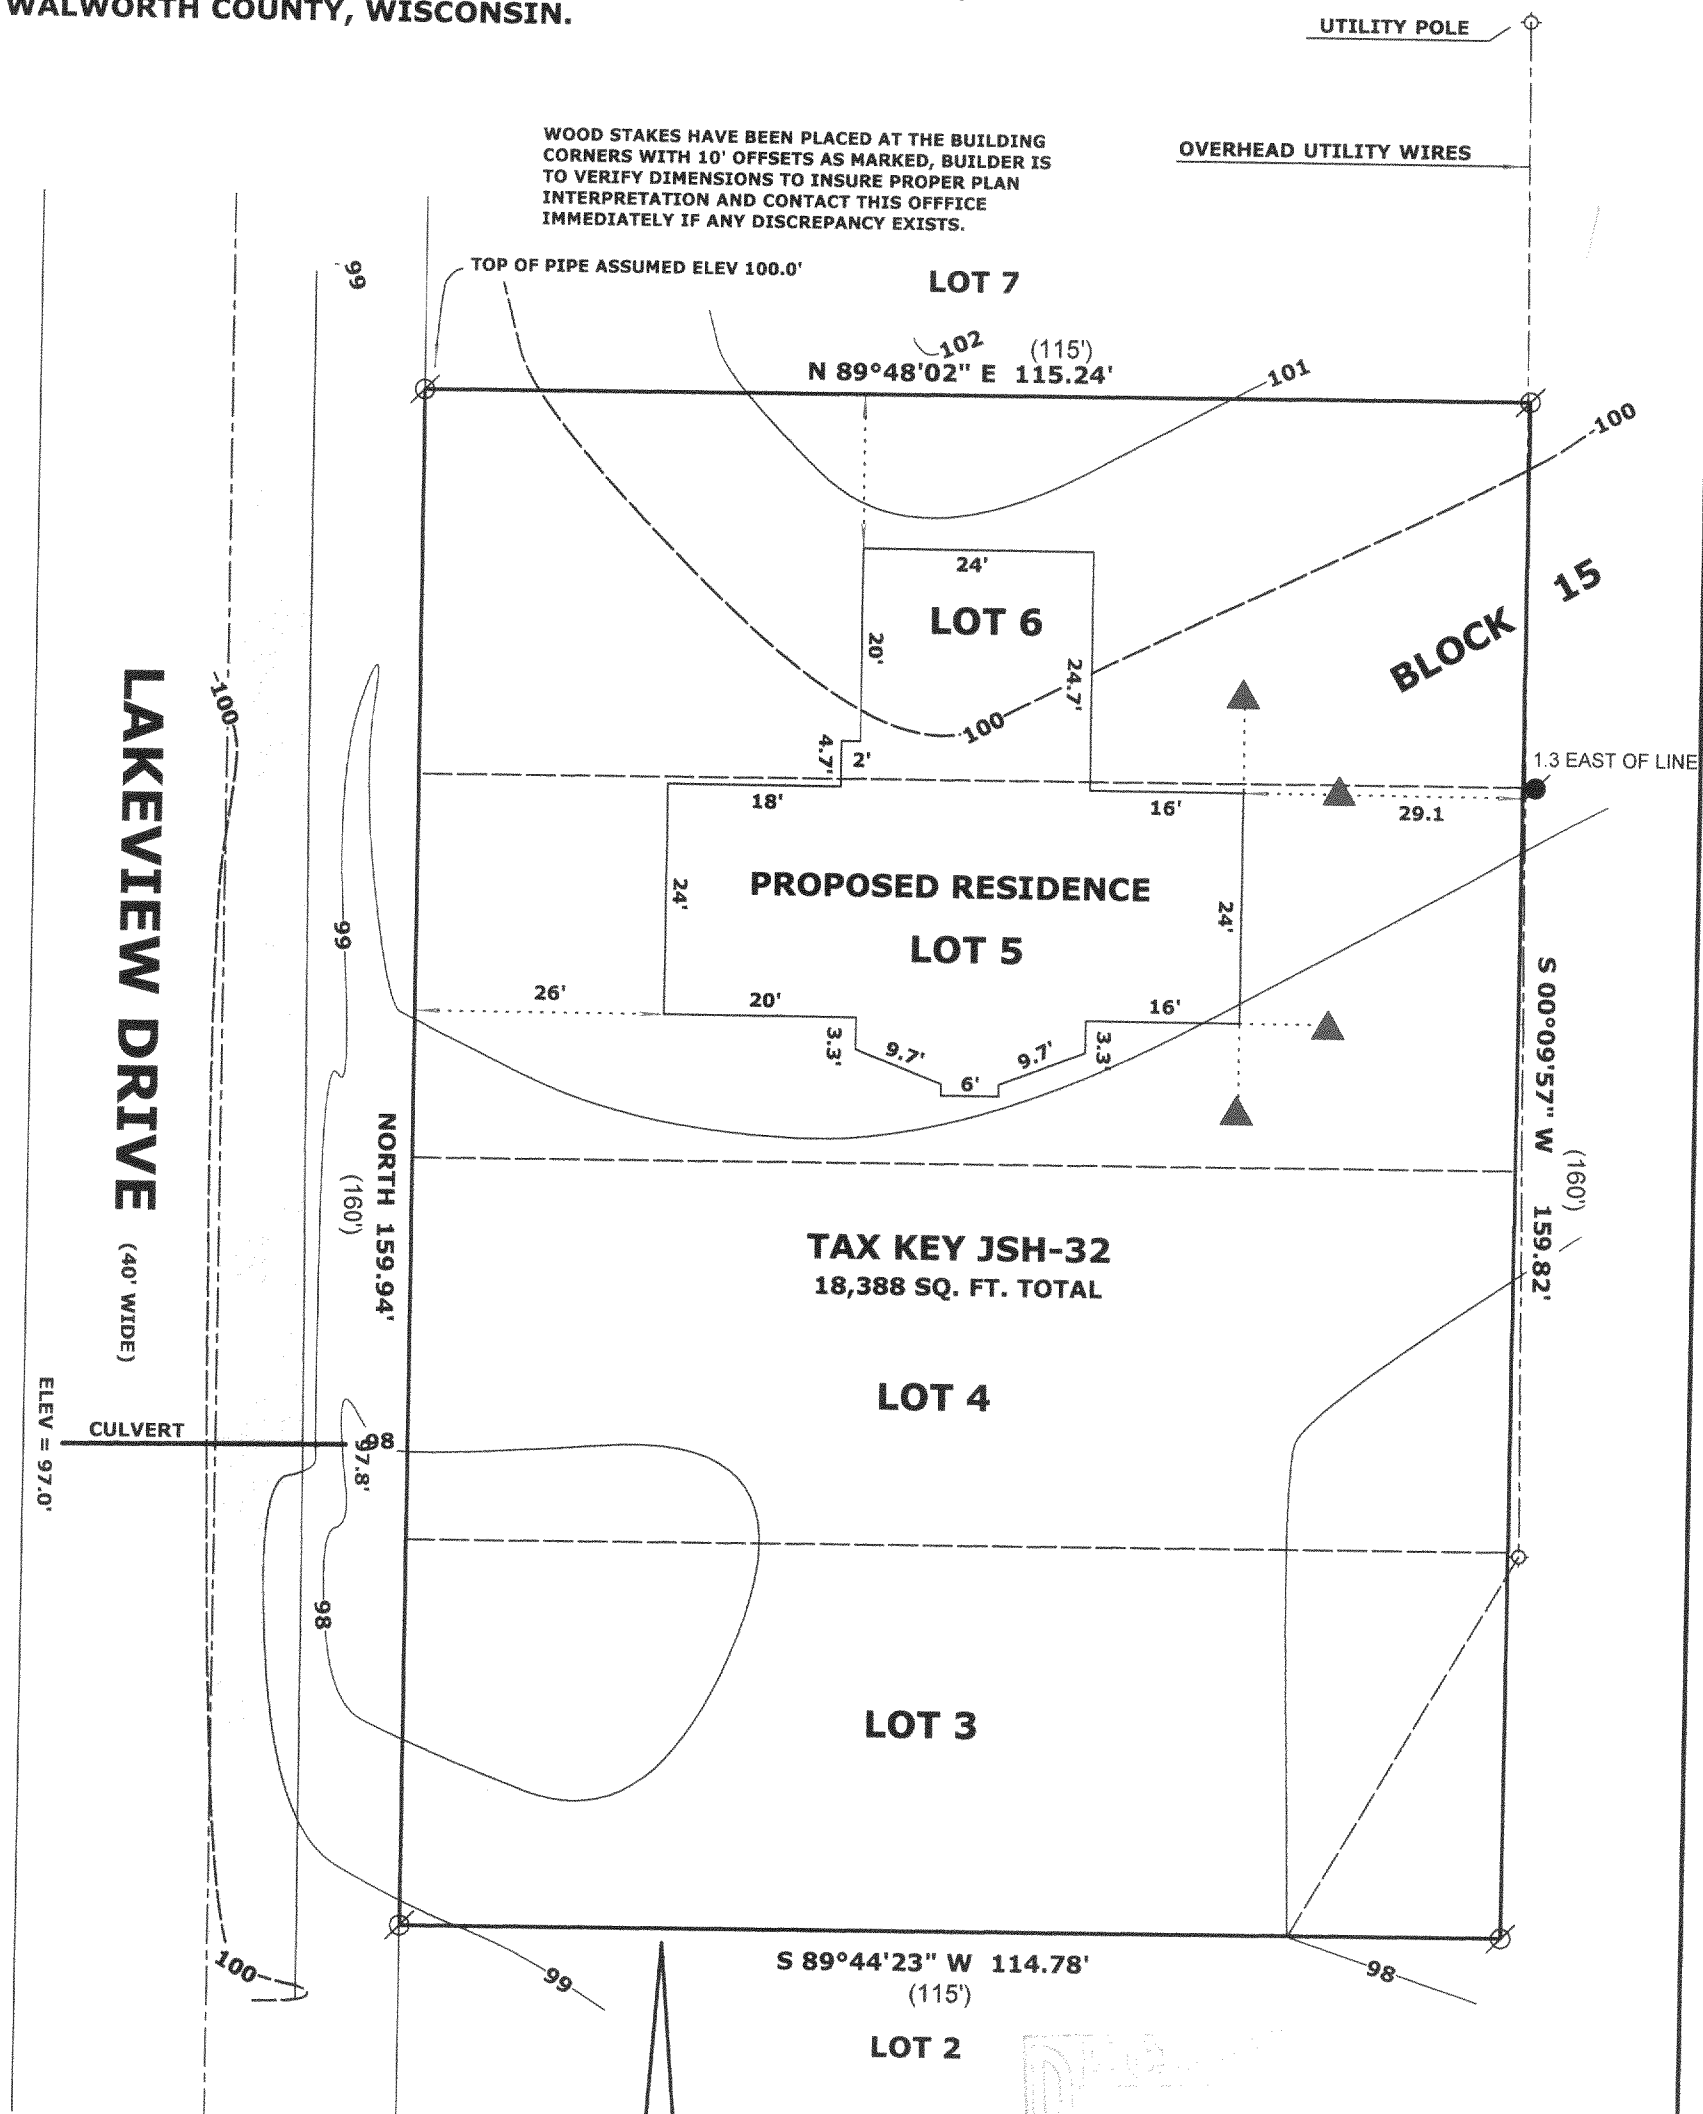 WALWORTH COUNTY, WISCONSIN.
UTILITY POLE
WOOD STAKES HAVE BEEN PLACED AT THE BUILDING
CORNERS WITH 10' OFFSETS AS MARKED, BUILDER IS
TO VERIFY DIMENSIONS TO INSURE PROPER PLAN
INTERPRETATION AND CONTACT THIS OFFFICE
IMMEDIATELY IF ANY DISCREPANCY EXISTS.
OVERHEAD UTILITY WIRES
99
TOP OF PIPE ASSUMED ELEV 100.0'
LOT 7
102
(115')
N 89°48'02" E 115.24'
101
100
24'
LOT 6
20'
24.7'
BLOCK 15
100
100
4.7'
2'
1.3 EAST OF LINE
18'
16'
29.1
LAKEVIEW DRIVE
(40' WIDE)
24'
PROPOSED RESIDENCE
24'
99
LOT 5
26'
20'
16'
3.3'
9.7'
9.7'
3.3'
6'
S 00°09'57" W 159.82'
(160')
NORTH 159.94'
(160')
TAX KEY JSH-32
18,388 SQ. FT. TOTAL
LOT 4
ELEV = 97.0'
CULVERT
98
97.8'
98
LOT 3
100
99
S 89°44'23" W 114.78'
(115')
98
LOT 2